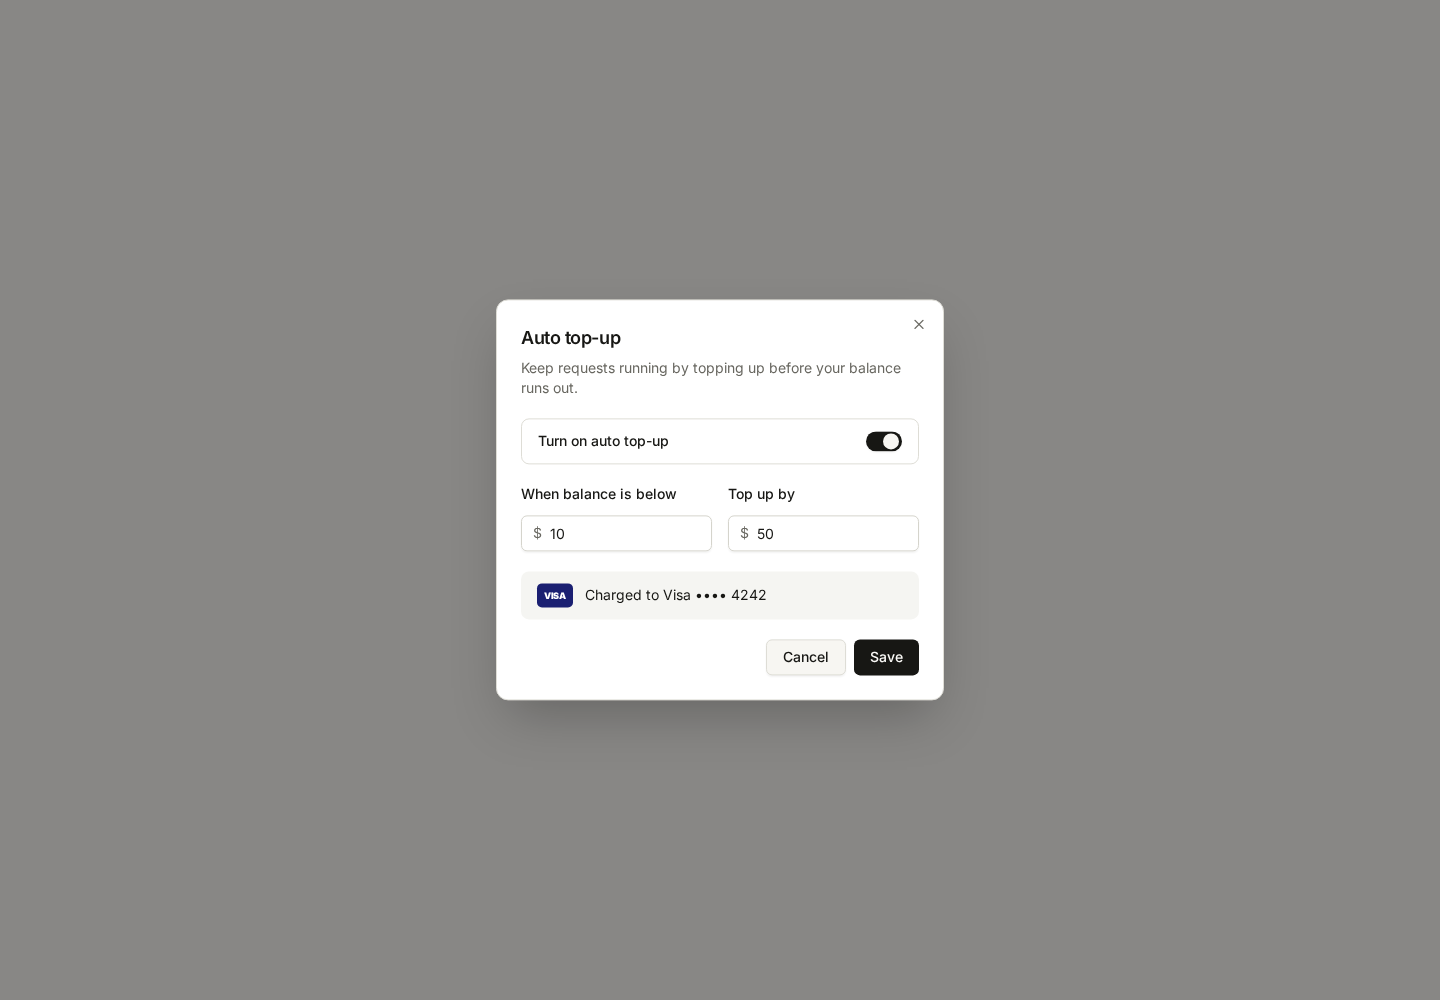 Auto top-up
Keep requests running by topping up before your balance
runs out.
Turn on auto top-up
When balance is below
Top up by
$ 10
$ 50
VISA Charged to Visa •••• 4242
Cancel
Save